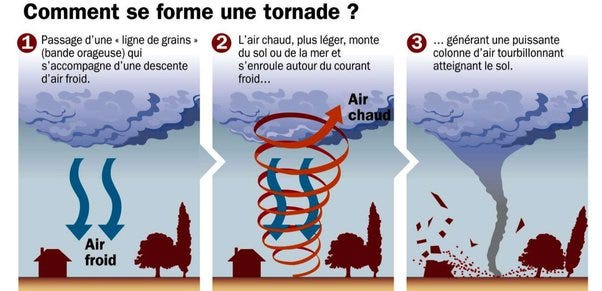 Comment se forme une tornade ?
1 Passage d'une « ligne de grains »
(bande orageuse) qui
s'accompagne d'une descente
d'air froid.
Air
froid
2 L'air chaud, plus léger, monte
du sol ou de la mer et
s'enroule autour du courant
froid...
Air
chaud
3 ... générant une puissante
colonne d'air tourbillonnant
atteignant le sol.